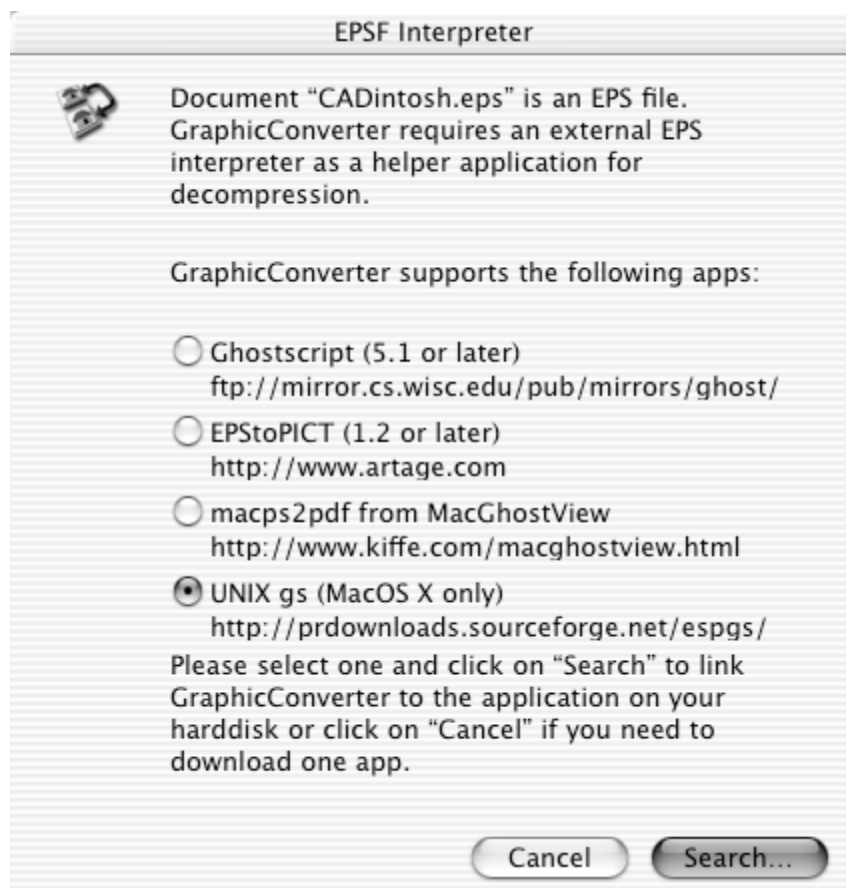 EPSF Interpreter
Document “CADintosh.eps” is an EPS file.
GraphicConverter requires an external EPS
interpreter as a helper application for
decompression.
GraphicConverter supports the following apps:
Ghostscript (5.1 or later)
ftp://mirror.cs.wisc.edu/pub/mirrors/ghost/
EPStoPICT (1.2 or later)
http://www.artage.com
macps2pdf from MacGhostView
http://www.kiffe.com/macghostview.html
UNIX gs (MacOS X only)
http://prdownloads.sourceforge.net/espgs/
Please select one and click on “Search” to link
GraphicConverter to the application on your
harddisk or click on “Cancel” if you need to
download one app.
Cancel Search...